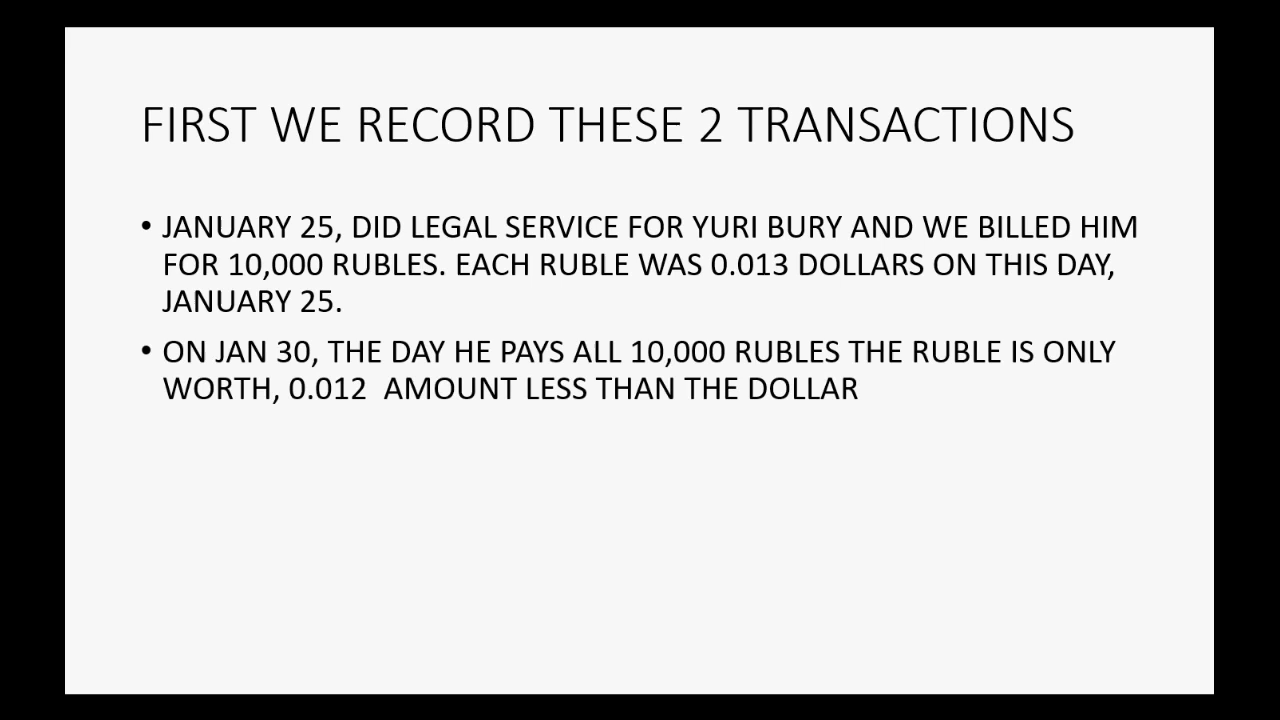 FIRST WE RECORD THESE 2 TRANSACTIONS
• JANUARY 25, DID LEGAL SERVICE FOR YURI BURY AND WE BILLED HIM
FOR 10,000 RUBLES. EACH RUBLE WAS 0.013 DOLLARS ON THIS DAY,
JANUARY 25.
• ON JAN 30, THE DAY HE PAYS ALL 10,000 RUBLES THE RUBLE IS ONLY
WORTH, 0.012  AMOUNT LESS THAN THE DOLLAR